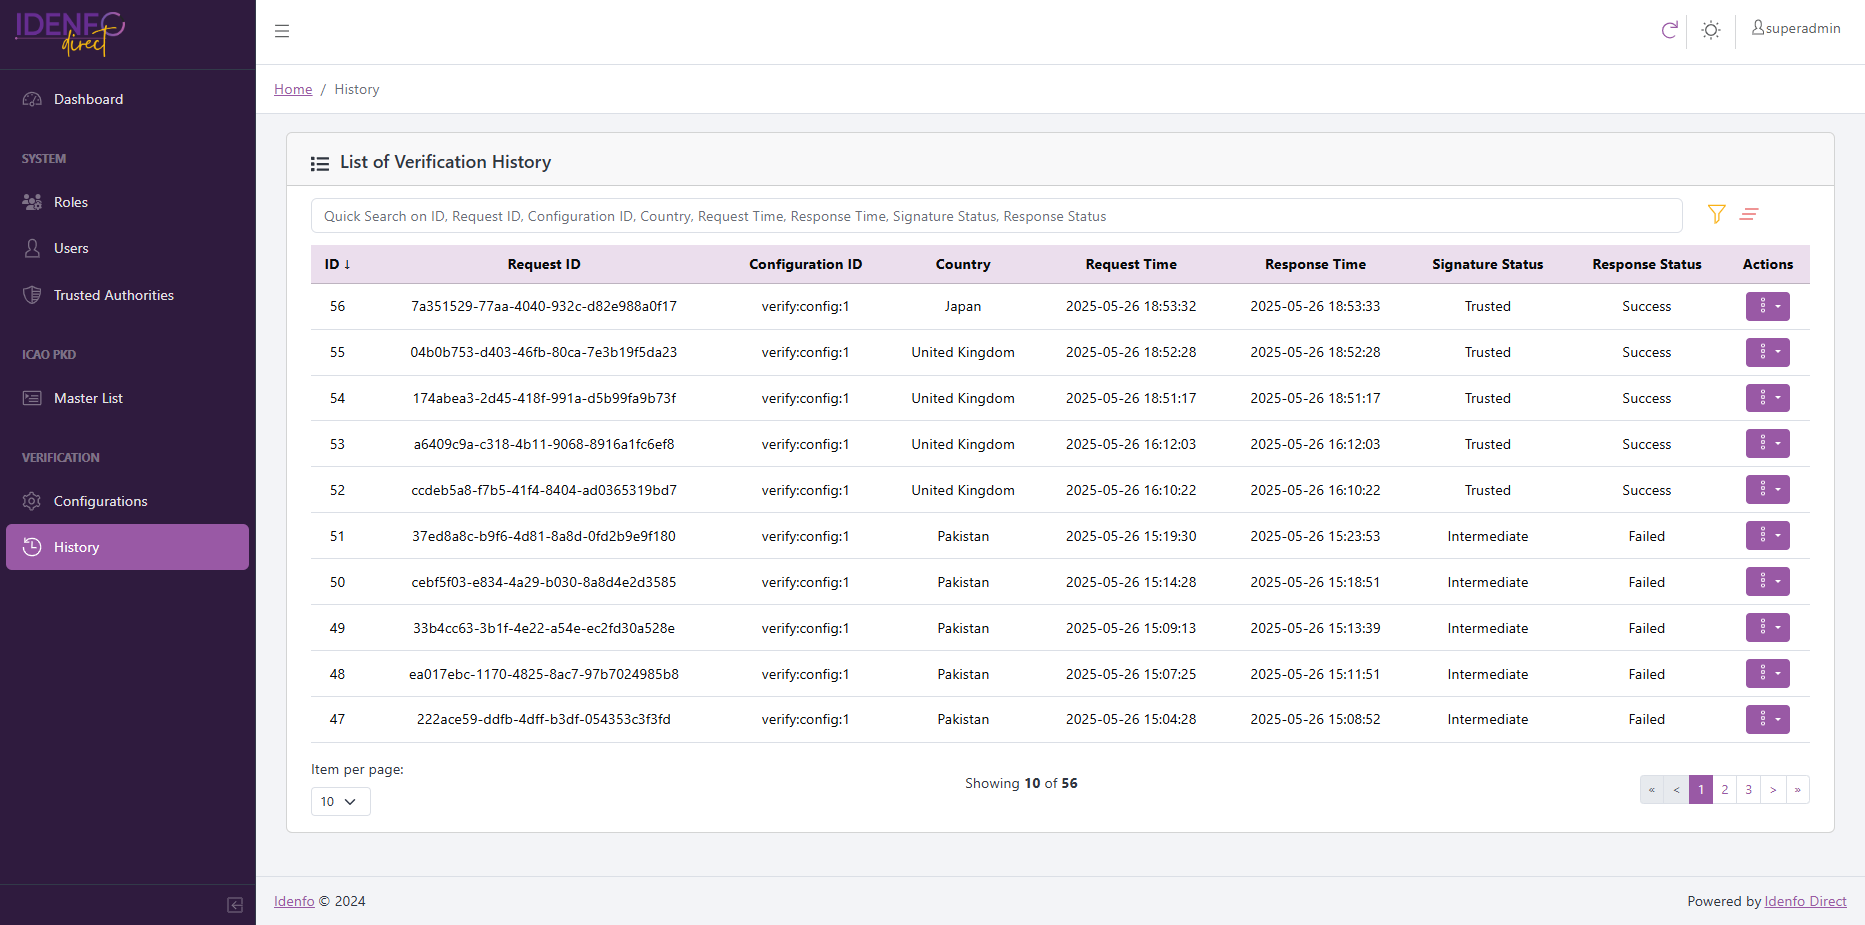 IDENFO
direct
superadmin
Home / History
Dashboard
SYSTEM
Roles
Users
Trusted Authorities
ICAO PKD
Master List
VERIFICATION
Configurations
History
List of Verification History
Quick Search on ID, Request ID, Configuration ID, Country, Request Time, Response Time, Signature Status, Response Status
ID ↓ Request ID Configuration ID Country Request Time Response Time Signature Status Response Status Actions
56 7a351529-77aa-4040-932c-d82e988a0f17 verify:config:1 Japan 2025-05-26 18:53:32 2025-05-26 18:53:33 Trusted Success
55 04b0b753-d403-46fb-80ca-7e3b19f5da23 verify:config:1 United Kingdom 2025-05-26 18:52:28 2025-05-26 18:52:28 Trusted Success
54 174abea3-2d45-418f-991a-d5b99fa9b73f verify:config:1 United Kingdom 2025-05-26 18:51:17 2025-05-26 18:51:17 Trusted Success
53 a6409c9a-c318-4b11-9068-8916a1fc6ef8 verify:config:1 United Kingdom 2025-05-26 16:12:03 2025-05-26 16:12:03 Trusted Success
52 ccdeb5a8-f7b5-41f4-8404-ad0365319bd7 verify:config:1 United Kingdom 2025-05-26 16:10:22 2025-05-26 16:10:22 Trusted Success
51 37ed8a8c-b9f6-4d81-8a8d-0fd2b9e9f180 verify:config:1 Pakistan 2025-05-26 15:19:30 2025-05-26 15:23:53 Intermediate Failed
50 cebf5f03-e834-4a29-b030-8a8d4e2d3585 verify:config:1 Pakistan 2025-05-26 15:14:28 2025-05-26 15:18:51 Intermediate Failed
49 33b4cc63-3b1f-4e22-a54e-ec2fd30a528e verify:config:1 Pakistan 2025-05-26 15:09:13 2025-05-26 15:13:39 Intermediate Failed
48 ea017ebc-1170-4825-8ac7-97b7024985b8 verify:config:1 Pakistan 2025-05-26 15:07:25 2025-05-26 15:11:51 Intermediate Failed
47 222ace59-ddfb-4dff-b3df-054353c3f3fd verify:config:1 Pakistan 2025-05-26 15:04:28 2025-05-26 15:08:52 Intermediate Failed
Item per page:
10
Showing 10 of 56
« < 1 2 3 > »
Idenfo © 2024
Powered by Idenfo Direct